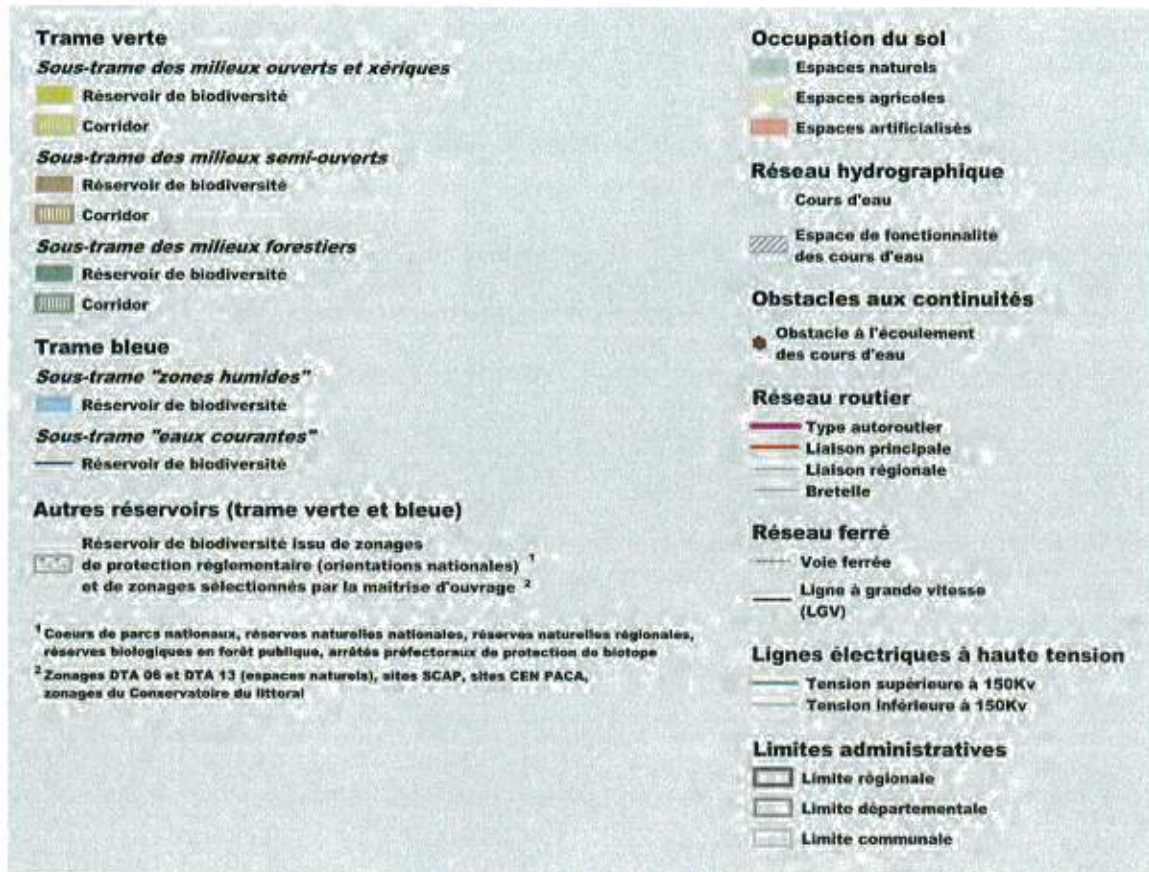 Trame verte
Sous-trame des milieux ouverts et xériques
Réservoir de biodiversité
Corridor
Sous-trame des milieux semi-ouverts
Réservoir de biodiversité
Corridor
Sous-trame des milieux forestiers
Réservoir de biodiversité
Corridor
Trame bleue
Sous-trame "zones humides"
Réservoir de biodiversité
Sous-trame "eaux courantes"
Réservoir de biodiversité
Autres réservoirs (trame verte et bleue)
Réservoir de biodiversité issu de zonages
de protection réglementaire (orientations nationales) 1
et de zonages sélectionnés par la maîtrise d'ouvrage 2
1 Coeurs de parcs nationaux, réserves naturelles nationales, réserves naturelles régionales,
réserves biologiques en forêt publique, arrêtés préfectoraux de protection de biotope
2 Zonages DTA 06 et DTA 13 (espaces naturels), sites SCAP, sites CEN PACA,
zonages du Conservatoire du littoral
Occupation du sol
Espaces naturels
Espaces agricoles
Espaces artificialisés
Réseau hydrographique
Cours d'eau
Espace de fonctionnalité
des cours d'eau
Obstacles aux continuités
Obstacle à l'écoulement
des cours d'eau
Réseau routier
Type autoroutier
Liaison principale
Liaison régionale
Bretelle
Réseau ferré
Voie ferrée
Ligne à grande vitesse
(LGV)
Lignes électriques à haute tension
Tension supérieure à 150Kv
Tension inférieure à 150Kv
Limites administratives
Limite régionale
Limite départementale
Limite communale